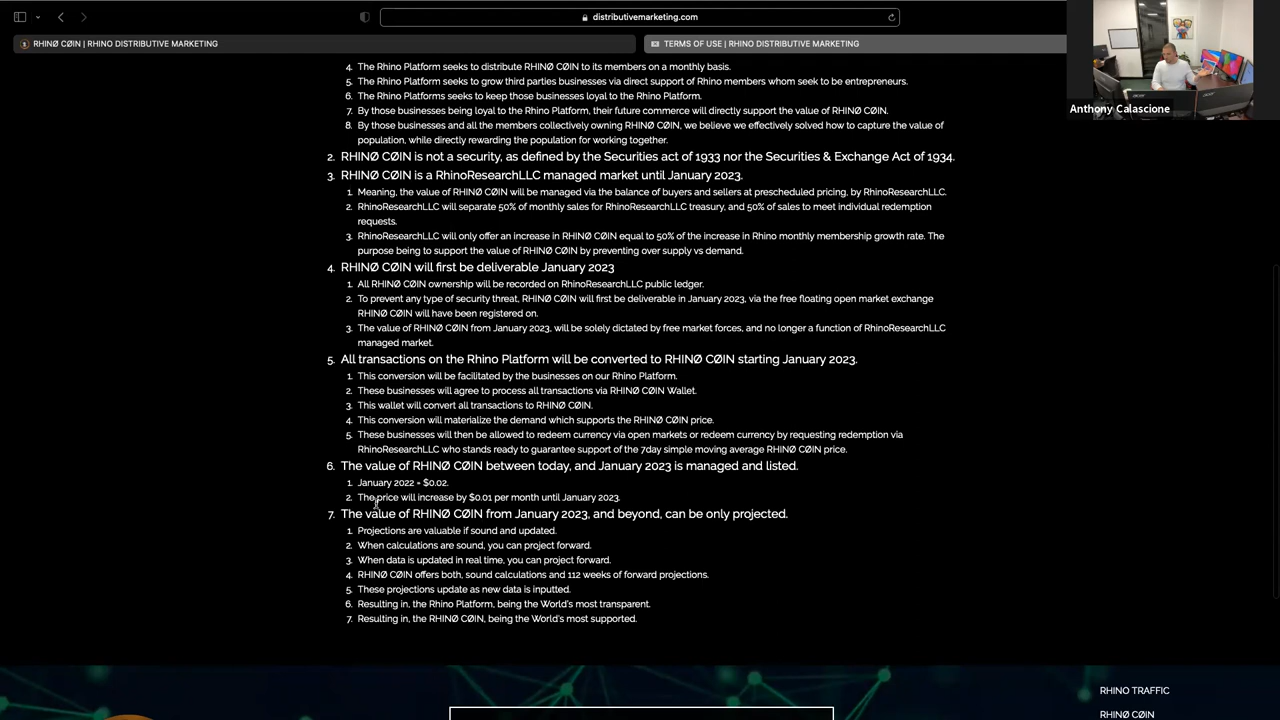 distributivemarketing.com
RHINØ CØIN | RHINO DISTRIBUTIVE MARKETING
TERMS OF USE | RHINO DISTRIBUTIVE MARKETING
Anthony Calascione
4. The Rhino Platform seeks to distribute RHINØ CØIN to its members on a monthly basis.
5. The Rhino Platform seeks to grow third parties businesses via direct support of Rhino members whom seek to be entrepreneurs.
6. The Rhino Platforms seeks to keep those businesses loyal to the Rhino Platform.
7. By those businesses being loyal to the Rhino Platform, their future commerce will directly support the value of RHINØ CØIN.
8. By those businesses and all the members collectively owning RHINØ CØIN, we believe we effectively solved how to capture the value of
population, while directly rewarding the population for working together.
2. RHINØ CØIN is not a security, as defined by the Securities act of 1933 nor the Securities & Exchange Act of 1934.
3. RHINØ CØIN is a RhinoResearchLLC managed market until January 2023.
1. Meaning, the value of RHINØ CØIN will be managed via the balance of buyers and sellers at prescheduled pricing, by RhinoResearchLLC.
2. RhinoResearchLLC will separate 50% of monthly sales for RhinoResearchLLC treasury, and 50% of sales to meet individual redemption
requests.
3. RhinoResearchLLC will only offer an increase in RHINØ CØIN equal to 50% of the increase in Rhino monthly membership growth rate. The
purpose being to support the value of RHINØ CØIN by preventing over supply vs demand.
4. RHINØ CØIN will first be deliverable January 2023
1. All RHINØ CØIN ownership will be recorded on RhinoResearchLLC public ledger.
2. To prevent any type of security threat, RHINØ CØIN will first be deliverable in January 2023, via the free floating open market exchange
RHINØ CØIN will have been registered on.
3. The value of RHINØ CØIN from January 2023, will be solely dictated by free market forces, and no longer a function of RhinoResearchLLC
managed market.
5. All transactions on the Rhino Platform will be converted to RHINØ CØIN starting January 2023.
1. This conversion will be facilitated by the businesses on our Rhino Platform.
2. These businesses will agree to process all transactions via RHINØ CØIN Wallet.
3. This wallet will convert all transactions to RHINØ CØIN.
4. This conversion will materialize the demand which supports the RHINØ CØIN price.
5. These businesses will then be allowed to redeem currency via open markets or redeem currency by requesting redemption via
RhinoResearchLLC who stands ready to guarantee support of the 7day simple moving average RHINØ CØIN price.
6. The value of RHINØ CØIN between today, and January 2023 is managed and listed.
1. January 2022 = $0.02.
2. The price will increase by $0.01 per month until January 2023.
7. The value of RHINØ CØIN from January 2023, and beyond, can be only projected.
1. Projections are valuable if sound and updated.
2. When calculations are sound, you can project forward.
3. When data is updated in real time, you can project forward.
4. RHINØ CØIN offers both, sound calculations and 112 weeks of forward projections.
5. These projections update as new data is inputted.
6. Resulting in, the Rhino Platform, being the World's most transparent.
7. Resulting in, the RHINØ CØIN, being the World's most supported.
RHINO TRAFFIC
RHINØ CØIN